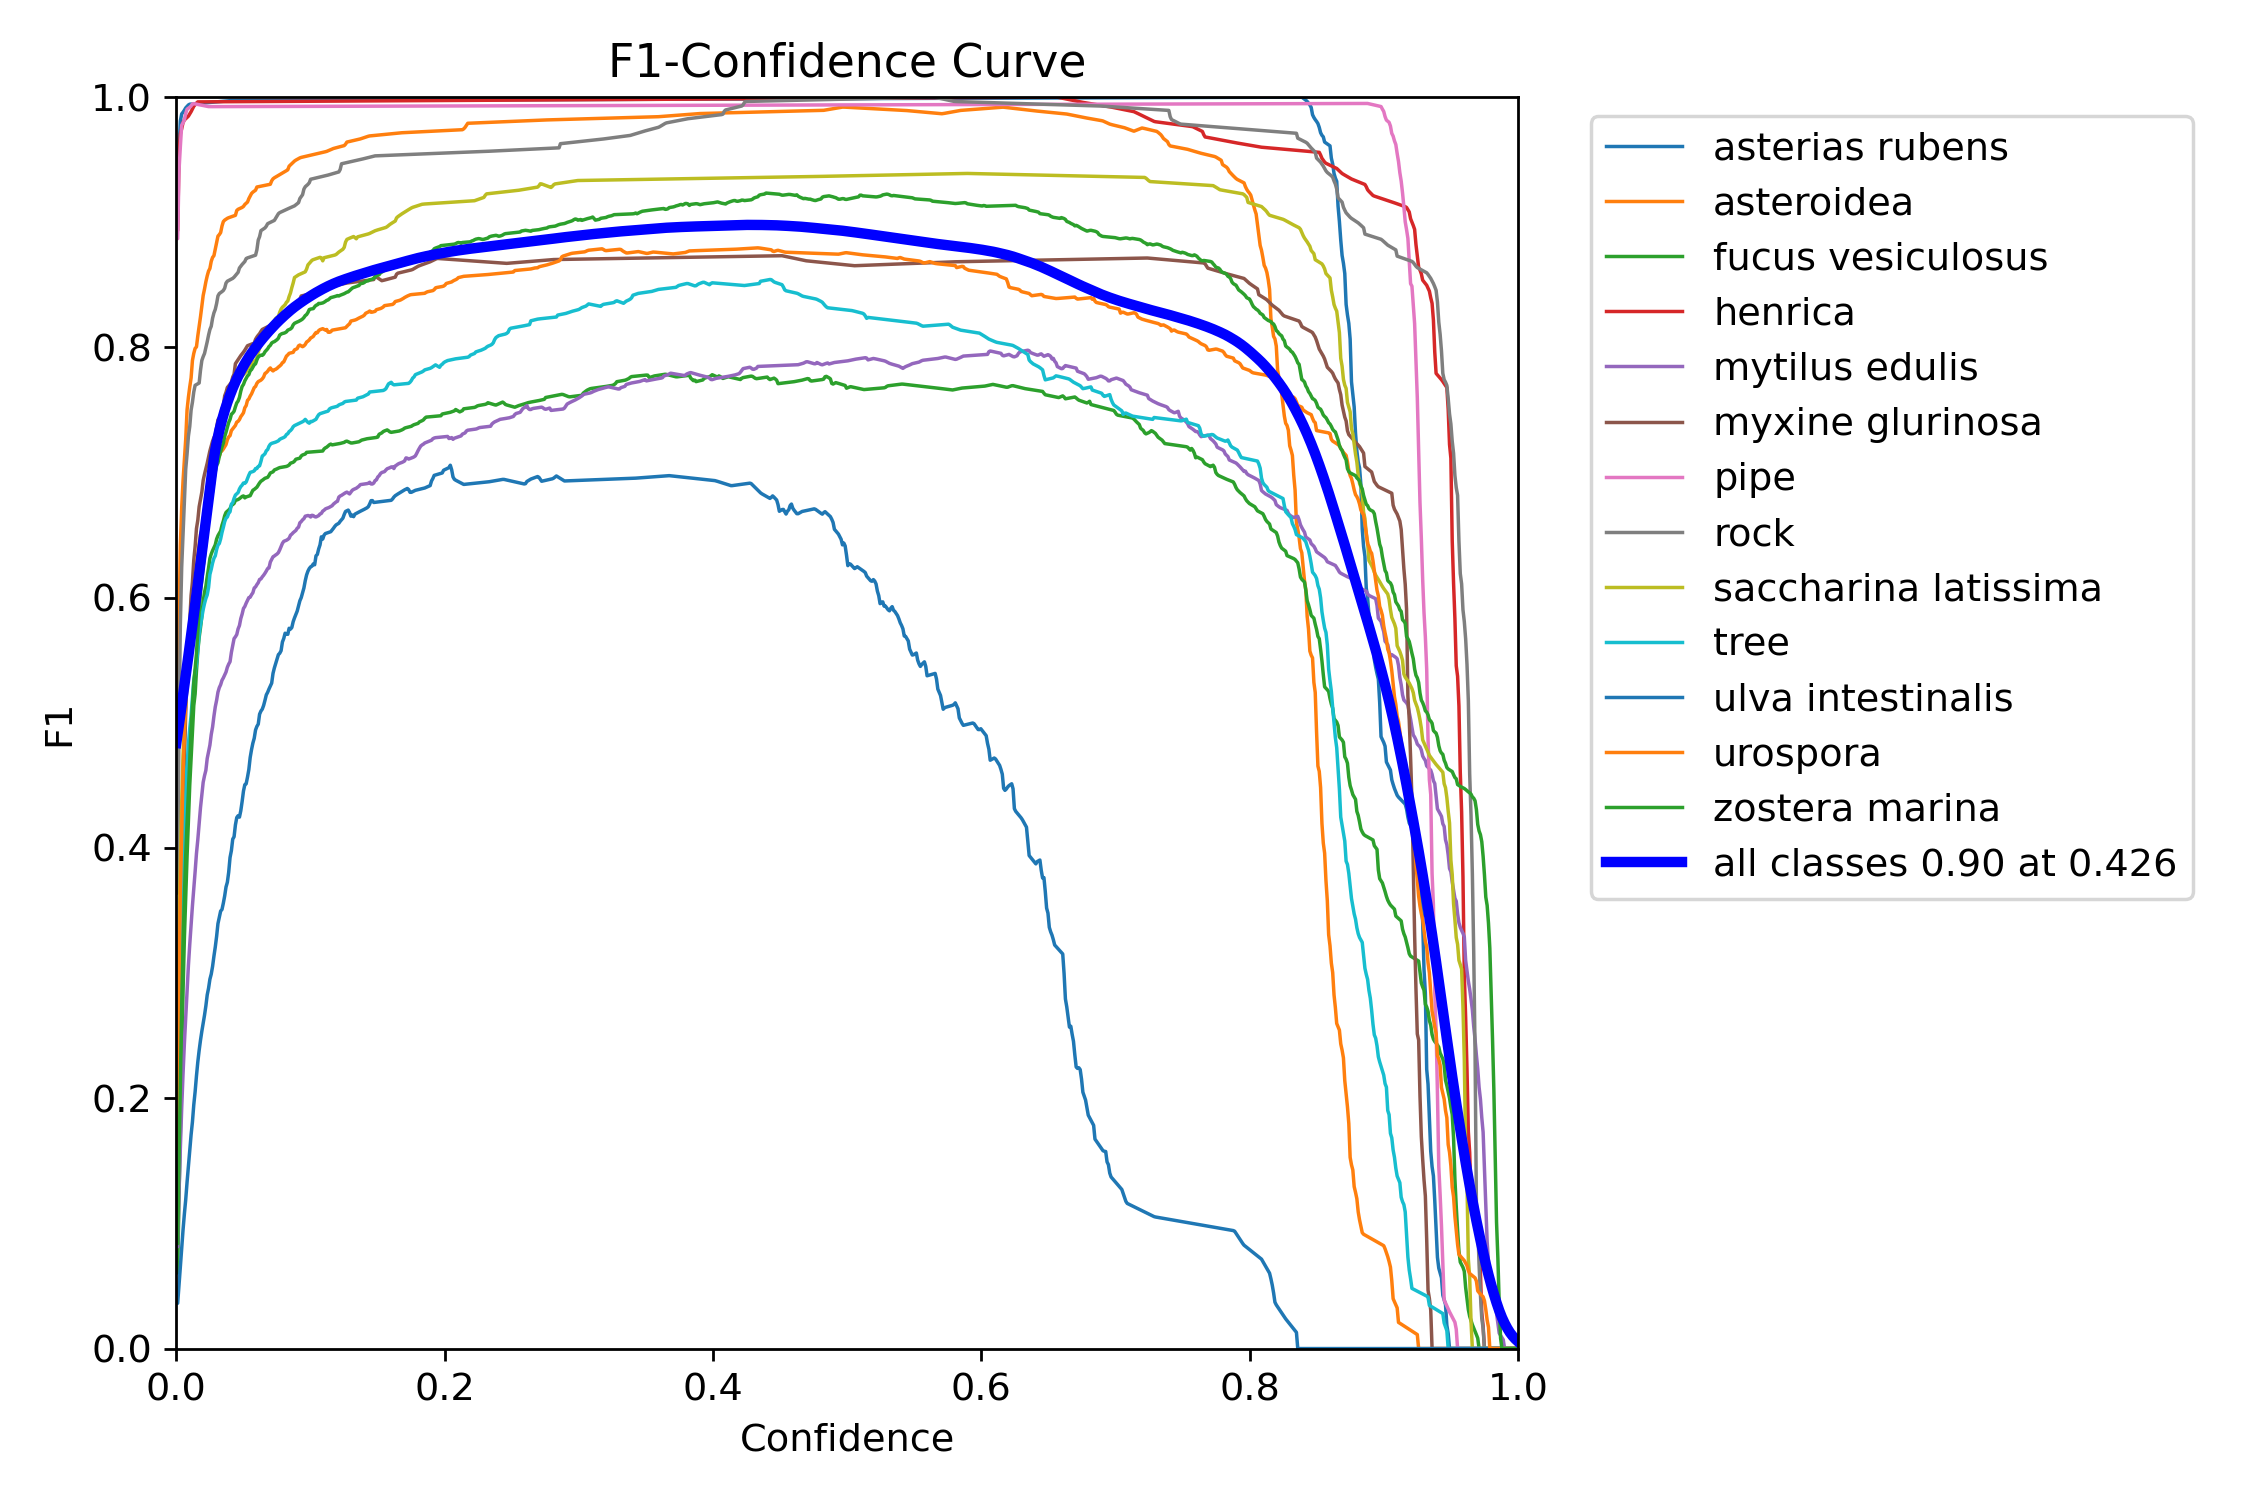 F1-Confidence Curve
1.0
0.8
0.6
0.4
0.2
0.0
F1
0.0 0.2 0.4 0.6 0.8 1.0
Confidence
asterias rubens
asteroidea
fucus vesiculosus
henrica
mytilus edulis
myxine glurinosa
pipe
rock
saccharina latissima
tree
ulva intestinalis
urospora
zostera marina
all classes 0.90 at 0.426